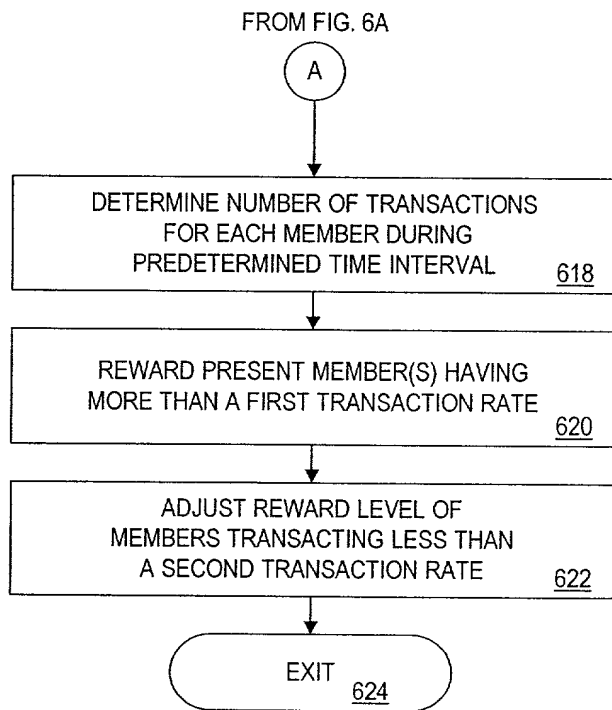 FROM FIG. 6A
A
DETERMINE NUMBER OF TRANSACTIONS
FOR EACH MEMBER DURING
PREDETERMINED TIME INTERVAL
618
REWARD PRESENT MEMBER(S) HAVING
MORE THAN A FIRST TRANSACTION RATE
620
ADJUST REWARD LEVEL OF
MEMBERS TRANSACTING LESS THAN
A SECOND TRANSACTION RATE
622
EXIT
624